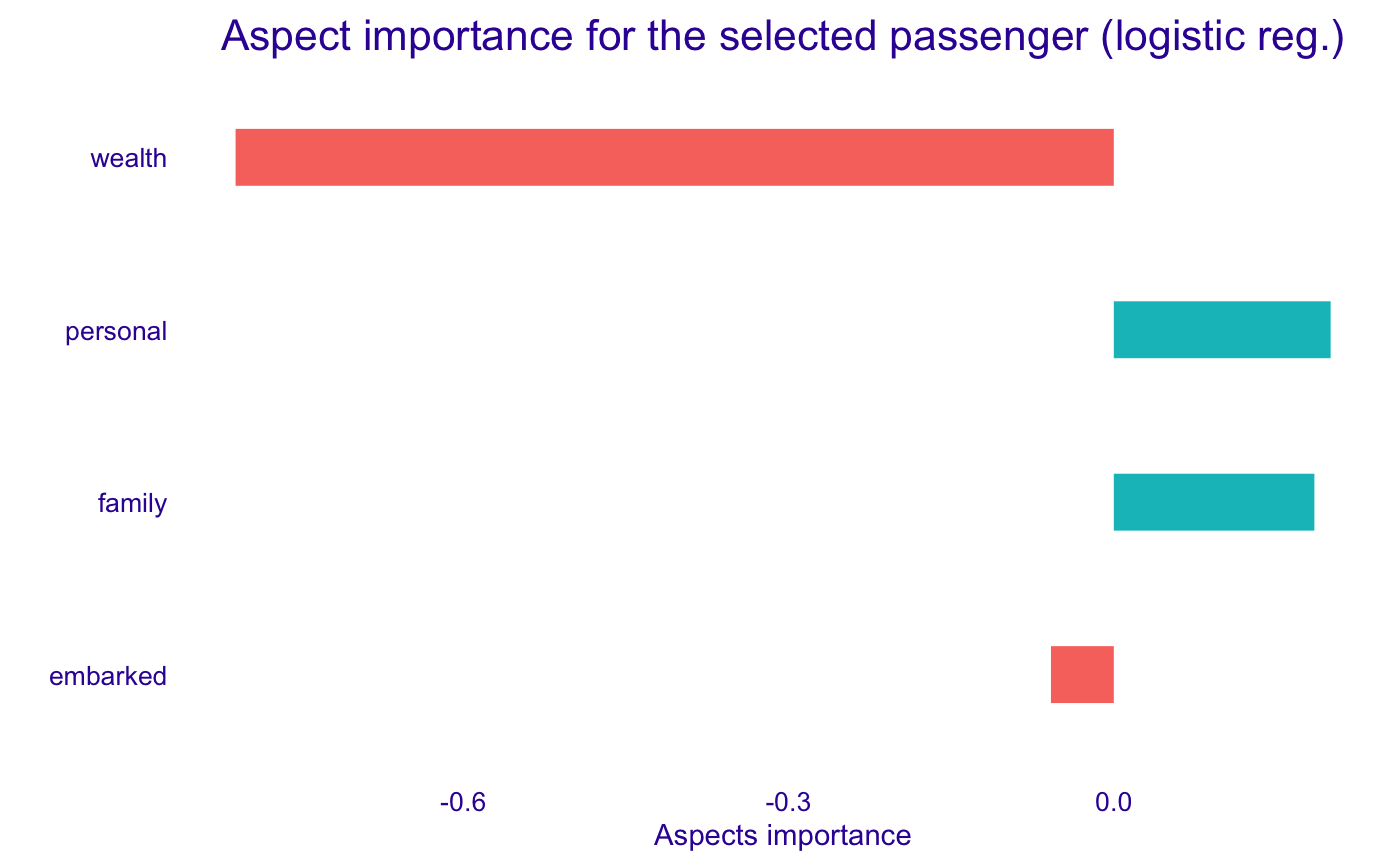 Aspect importance for the selected passenger (logistic reg.)
wealth
personal
family
embarked
-0.6 -0.3 0.0
Aspects importance